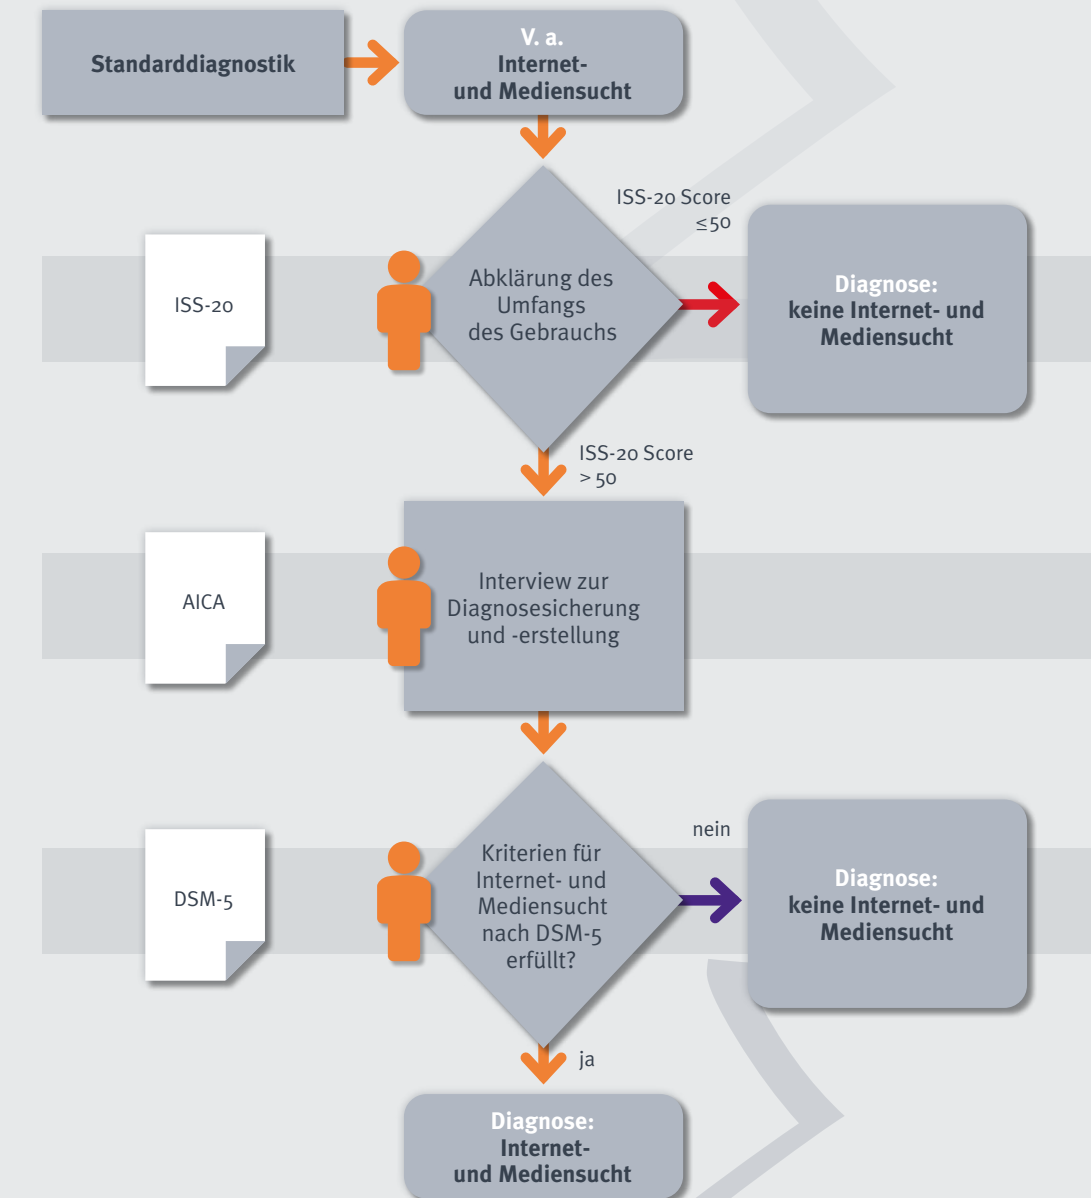 Standarddiagnostik
V. a.
Internet-
und Mediensucht
ISS-20 Score
≤50
ISS-20
Abklärung des
Umfangs
des Gebrauchs
Diagnose:
keine Internet- und
Mediensucht
ISS-20 Score
> 50
AICA
Interview zur
Diagnosesicherung
und -erstellung
nein
DSM-5
Kriterien für
Internet- und
Mediensucht
nach DSM-5
erfüllt?
Diagnose:
keine Internet- und
Mediensucht
ja
Diagnose:
Internet-
und Mediensucht